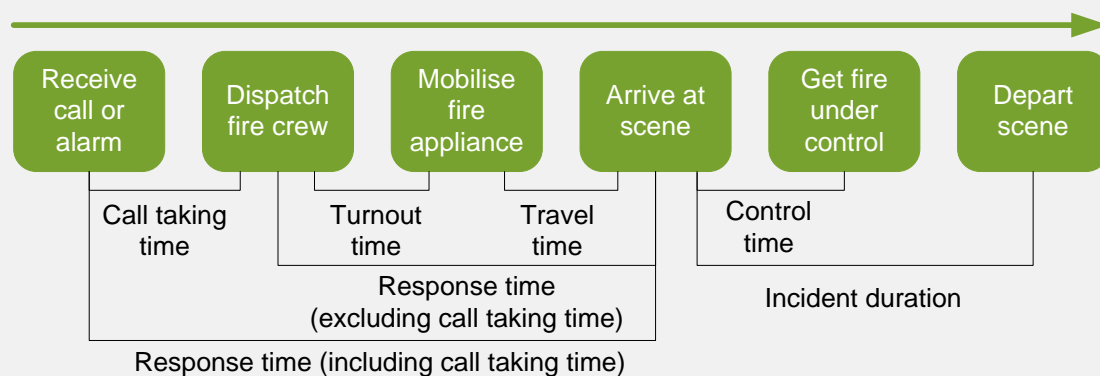 Receive
call or
alarm
Dispatch
fire crew
Mobilise
fire
appliance
Arrive at
scene
Get fire
under
control
Depart
scene
Call taking
time
Turnout
time
Travel
time
Control
time
Response time
(excluding call taking time)
Incident duration
Response time (including call taking time)